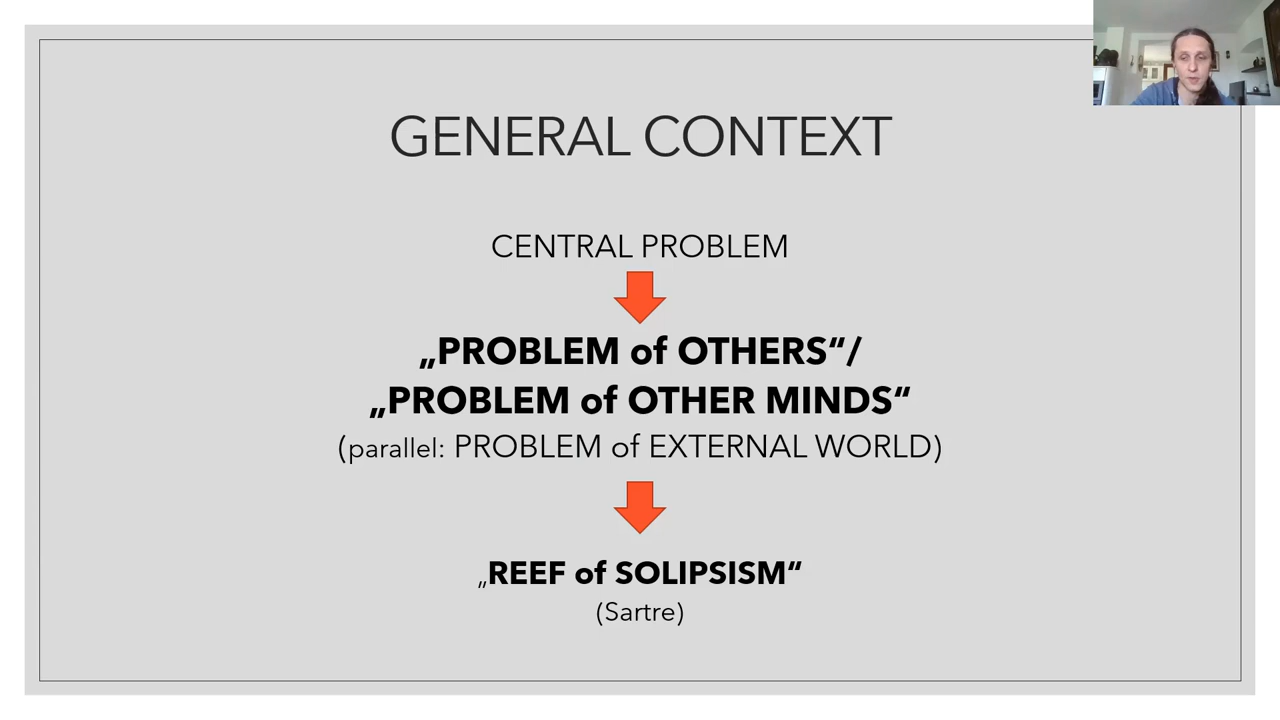 GENERAL CONTEXT
CENTRAL PROBLEM
„PROBLEM of OTHERS“/
„PROBLEM of OTHER MINDS“
(parallel: PROBLEM of EXTERNAL WORLD)
„REEF of SOLIPSISM“
(Sartre)